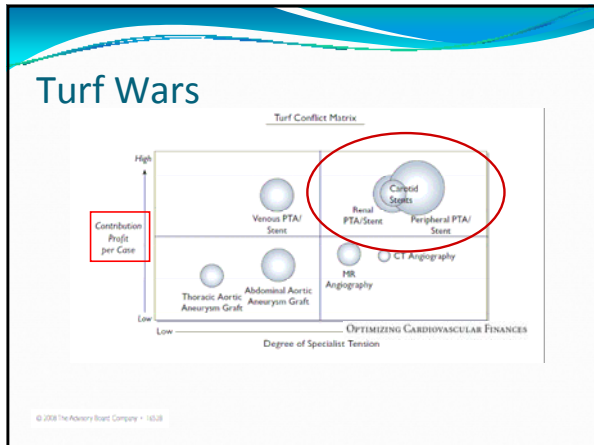 Turf Wars
Turf Conflict Matrix
High
Carotid
Stents
Renal
PTA/Stent
Peripheral PTA/
Stent
Venous PTA/
Stent
Contribution
Profit
per Case
CT Angiography
MR
Angiography
Abdominal Aortic
Aneurysm Graft
Thoracic Aortic
Aneurysm Graft
Low
Low
OPTIMIZING CARDIOVASCULAR FINANCES
Degree of Specialist Tension
© 2008 The Advisory Board Company •